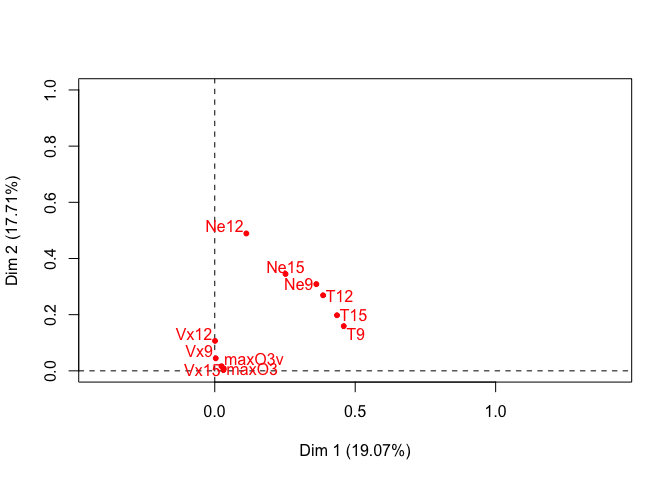 1.0
0.8
0.6
0.4
0.2
0.0
Dim 2 (17.71%)
Ne12
Ne15
Ne9
T12
T15
T9
Vx12
Vx9
maxO3v
Vx15
maxO3
0.0 0.5 1.0
Dim 1 (19.07%)